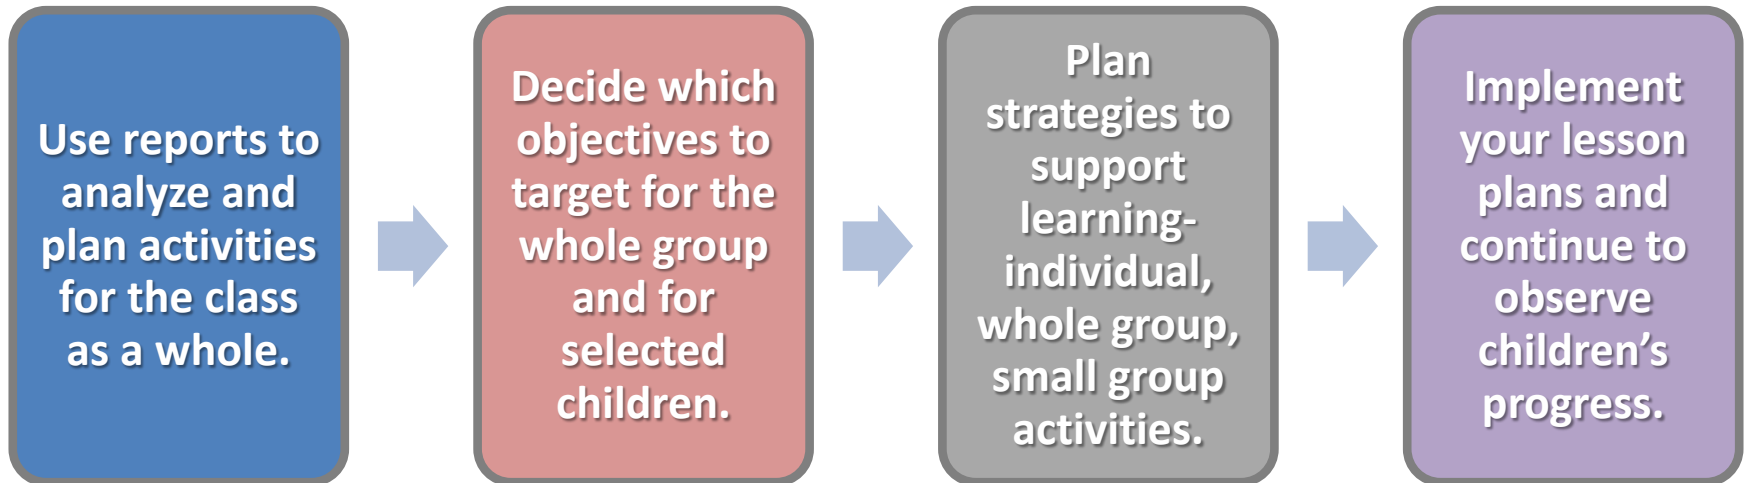 Use reports to
analyze and
plan activities
for the class
as a whole.
Decide which
objectives to
target for the
whole group
and for
selected
children.
Plan
strategies to
support
learning-
individual,
whole group,
small group
activities.
Implement
your lesson
plans and
continue to
observe
children’s
progress.